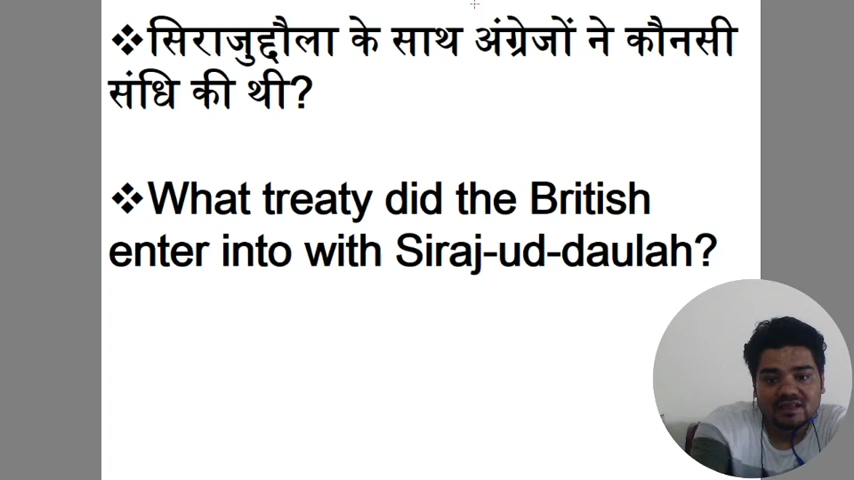 ❖सिराजुद्दौला के साथ अंग्रेजों ने कौनसी
संधि की थी?
❖What treaty did the British
enter into with Siraj-ud-daulah?